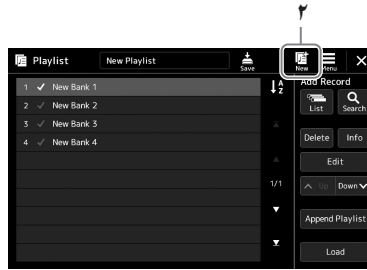 ٢
Playlist New Playlist Save New Menu
1 New Bank 1
2 New Bank 2
3 New Bank 3
4 New Bank 4
A
Z
1/1
Add Record
List Search
Delete Info
Edit
Up Down
Append Playlist
Load